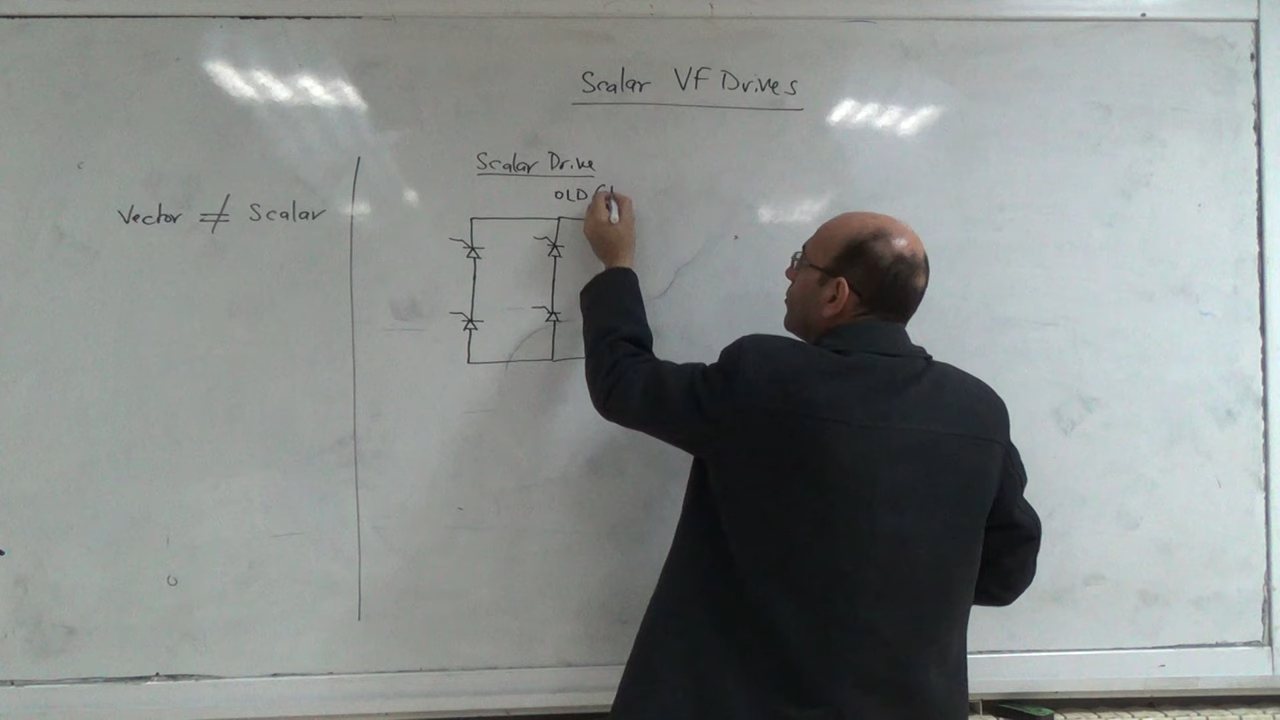 Scalar VF Drives
Vector ≠ Scalar
Scalar Drive
OLD